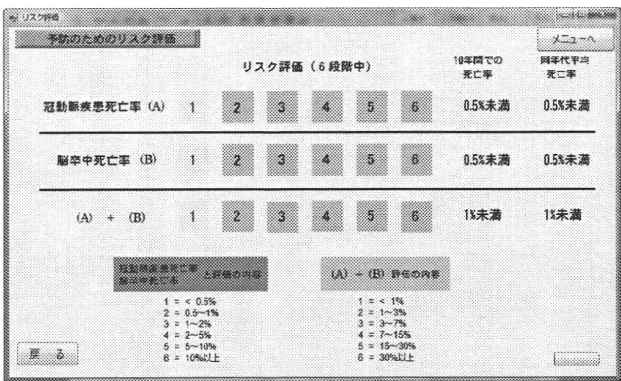 リスク評価
予防のためのリスク評価
メニューへ
リスク評価（6段階中）
10年間での死亡率
同年代平均死亡率
冠動脈疾患死亡率 (A) 1 2 3 4 5 6 0.5%未満 0.5%未満
脳卒中死亡率 (B) 1 2 3 4 5 6 0.5%未満 0.5%未満
(A) + (B) 1 2 3 4 5 6 1%未満 1%未満
冠動脈疾患死亡率
脳卒中死亡率
上評価の内容
(A) + (B) 評価の内容
1 = < 0.5%
2 = 0.5~1%
3 = 1~2%
4 = 2~5%
5 = 5~10%
6 = 10%以上
1 = < 1%
2 = 1~3%
3 = 3~7%
4 = 7~15%
5 = 15~30%
6 = 30%以上
戻る